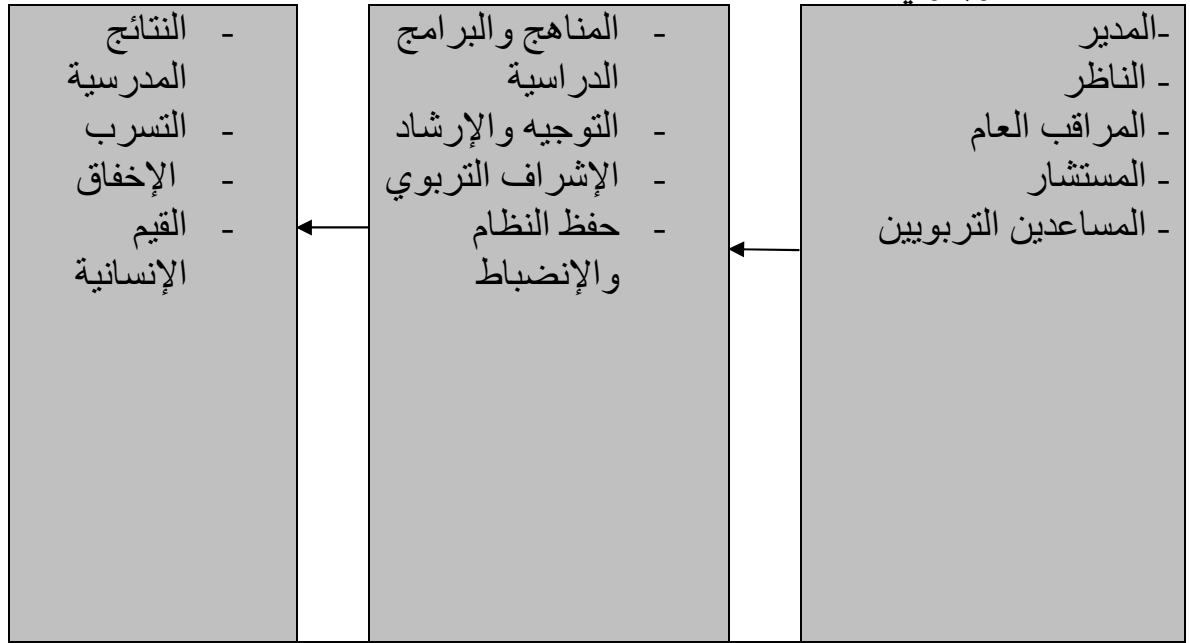 -المدير
- الناظر
- المراقب العام
- المستشار
- المساعدين التربويين
- المناهج والبرامج
الدراسية
- التوجيه والإرشاد
- الإشراف التربوي
- حفظ النظام
والإنضباط
- النتائج
المدرسية
- التسرب
- الإخفاق
- القيم
الإنسانية